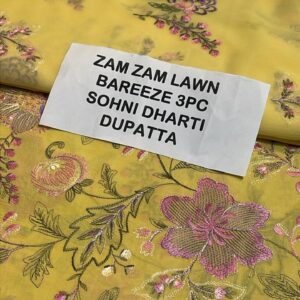 ZAM ZAM LAWN
BAREEZE 3PC
SOHNI DHARTI
DUPATTA